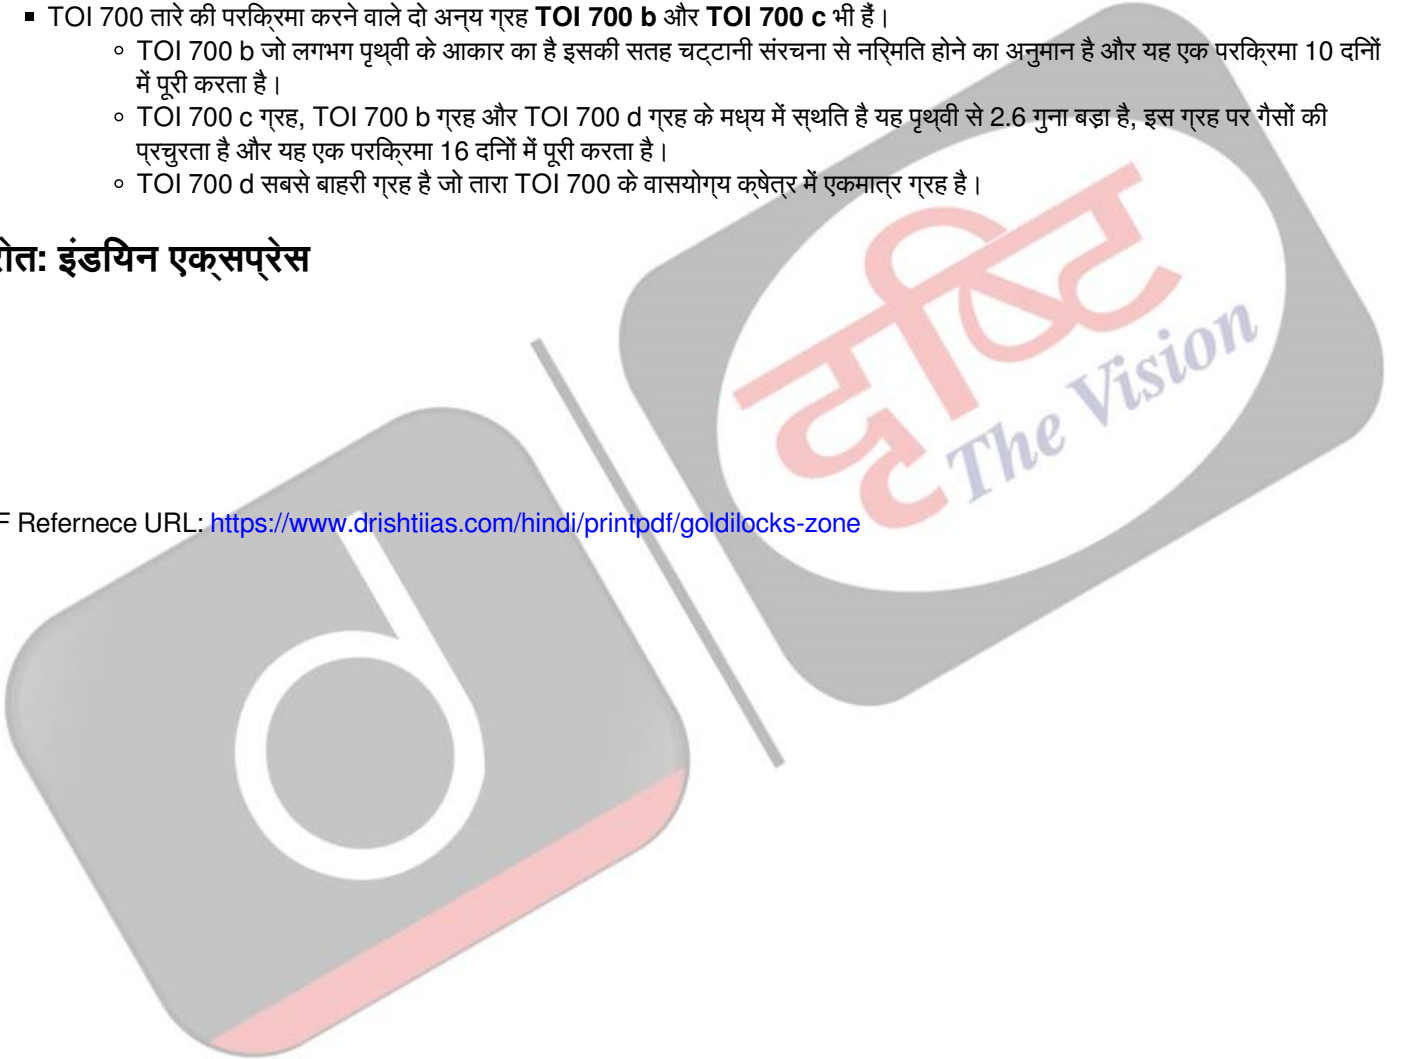 TOI 700 तारे की परिक्रमा करने वाले दो अन्य ग्रह TOI 700 b और TOI 700 c भी हैं।
TOI 700 b जो लगभग पृथ्वी के आकार का है इसकी सतह चट्टानी संरचना से निर्मित होने का अनुमान है और यह एक परिक्रमा 10 दिनों
में पूरी करता है।
TOI 700 c ग्रह, TOI 700 b ग्रह और TOI 700 d ग्रह के मध्य में स्थित है यह पृथ्वी से 2.6 गुना बड़ा है, इस ग्रह पर गैसों की
प्रचुरता है और यह एक परिक्रमा 16 दिनों में पूरी करता है।
TOI 700 d सबसे बाहरी ग्रह है जो तारा TOI 700 के वासयोग्य क्षेत्र में एकमात्र ग्रह है।
रोत: इंडियन एक्सप्रेस
दृष्टि
The Vision
F Refernece URL: https://www.drishtiias.com/hindi/printpdf/goldilocks-zone